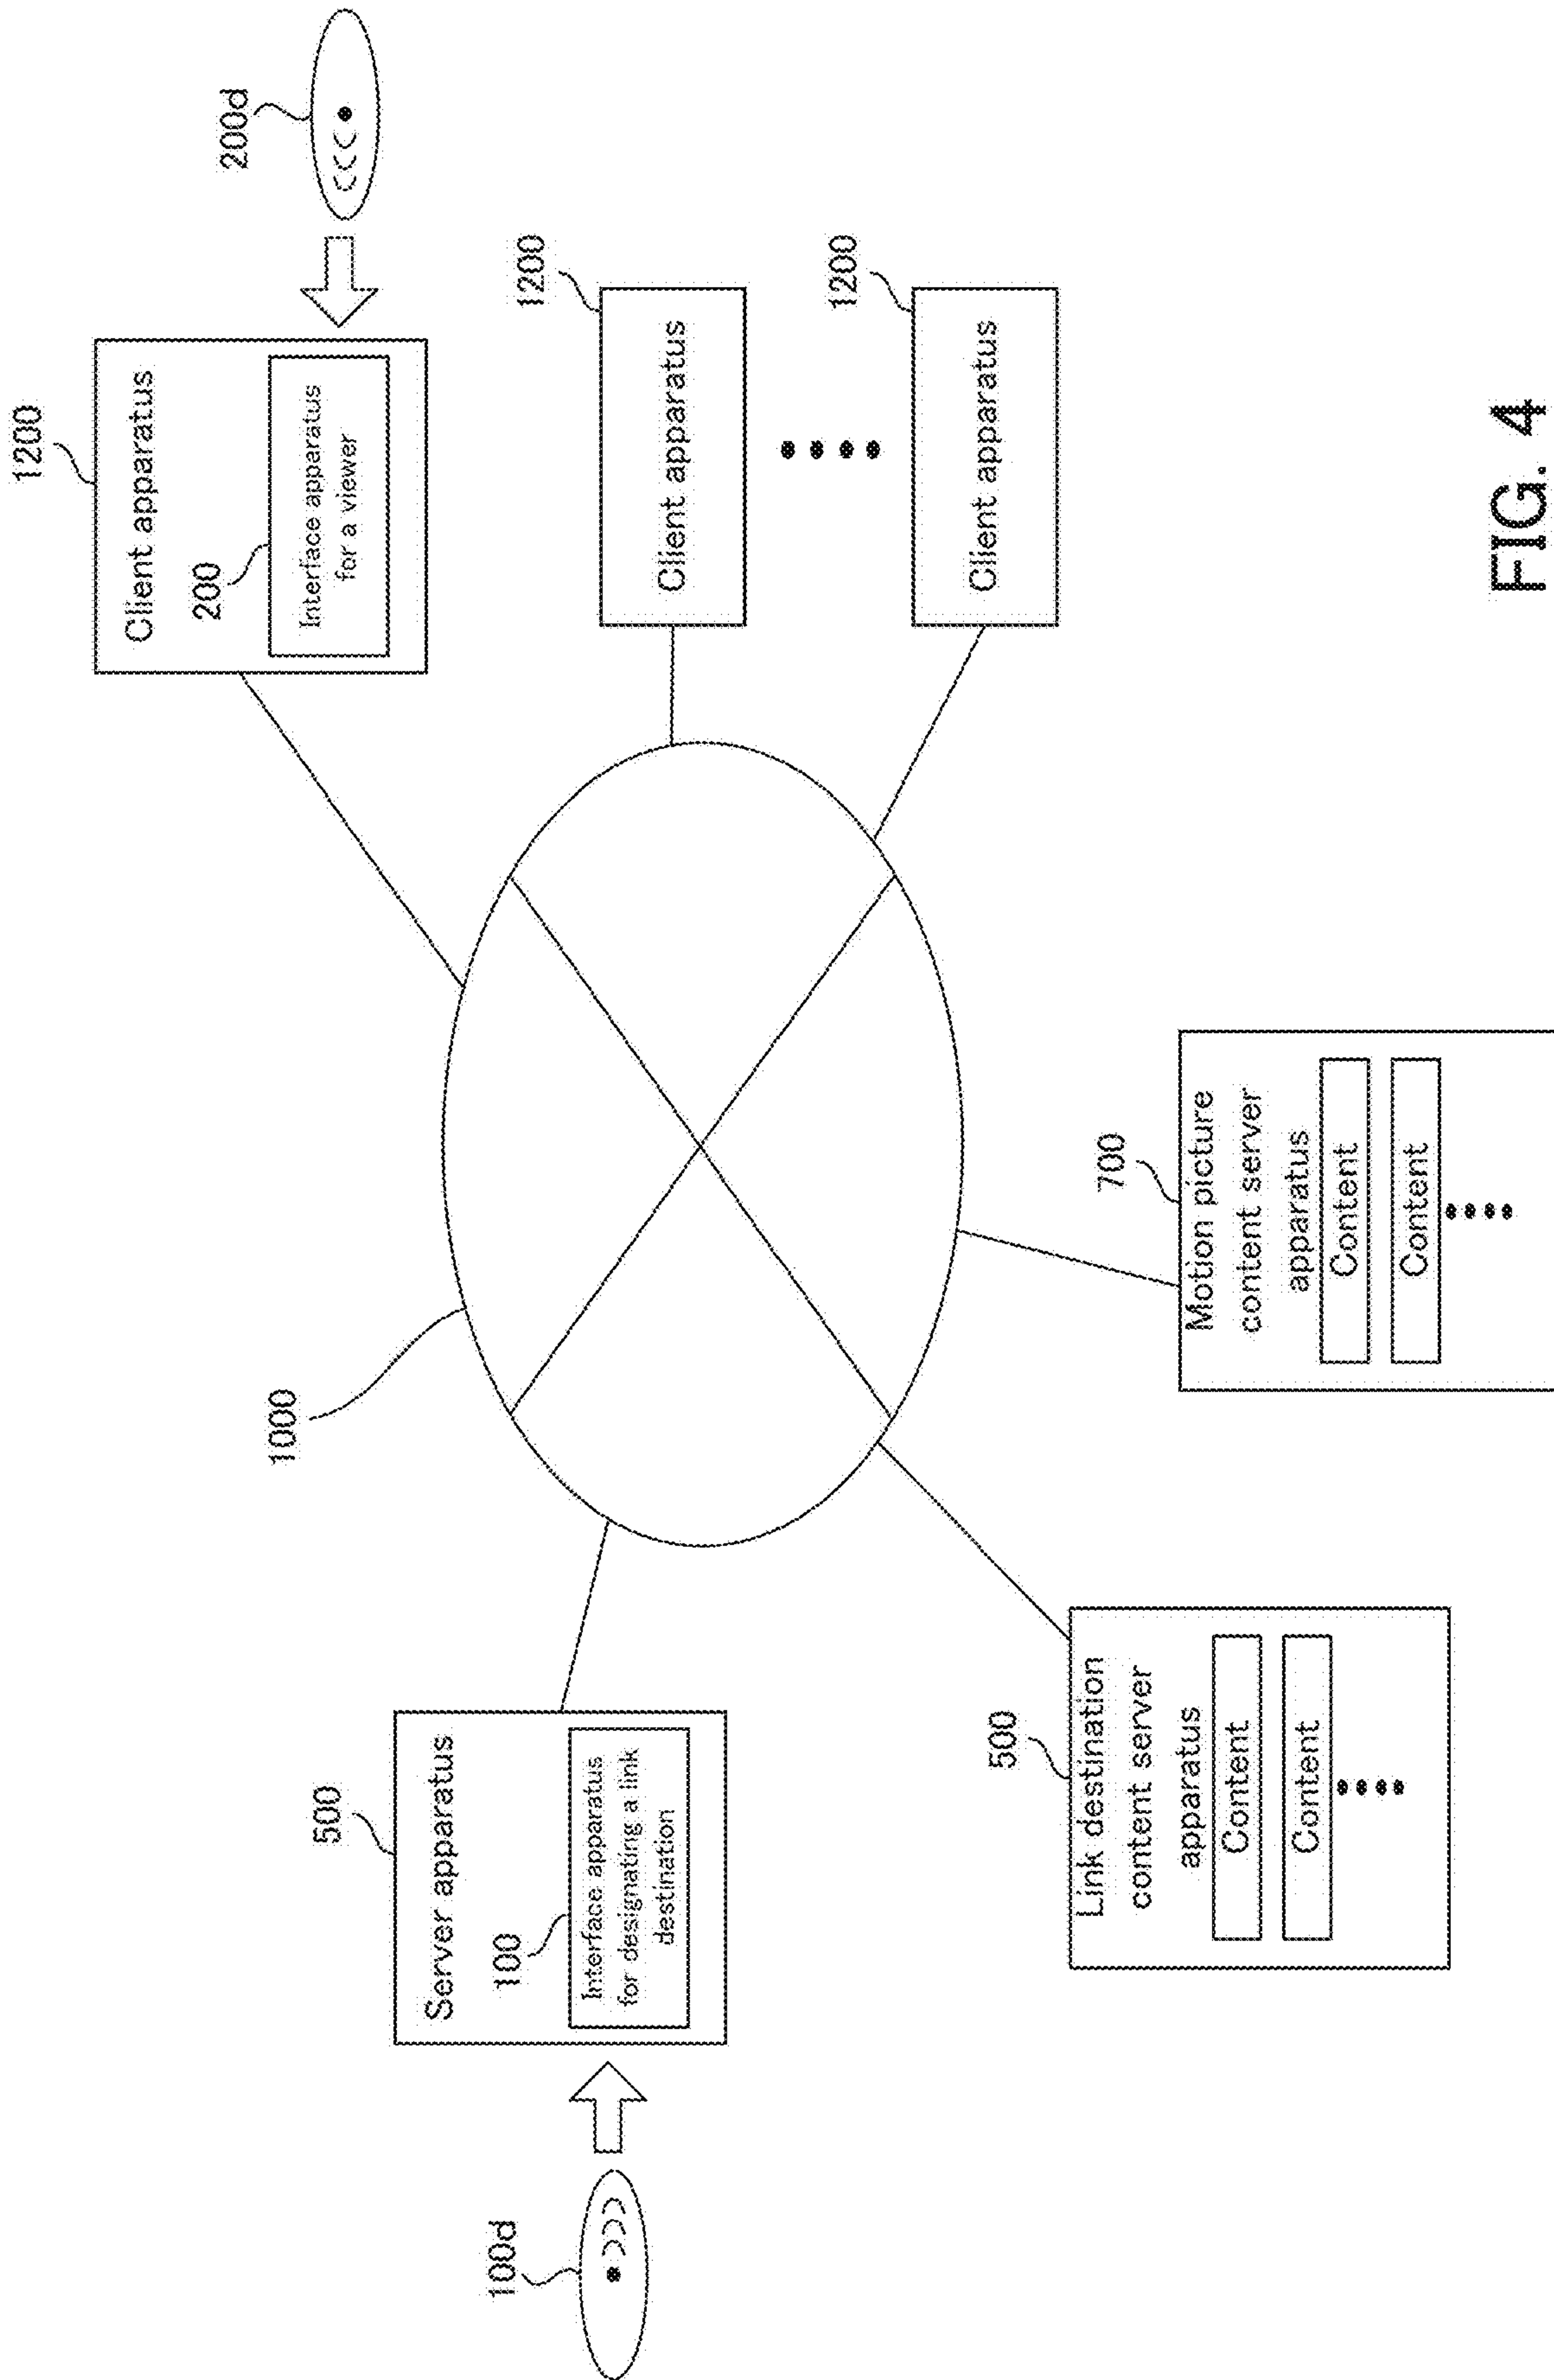 100d
500
Server apparatus
100
Interface apparatus
for designating a link
destination
1000
1200
Client apparatus
200
Interface apparatus
for a viewer
200d
1200
Client apparatus
1200
Client apparatus
500
Link destination
content server
apparatus
Content
Content
700
Motion picture
content server
apparatus
Content
Content
FIG. 4